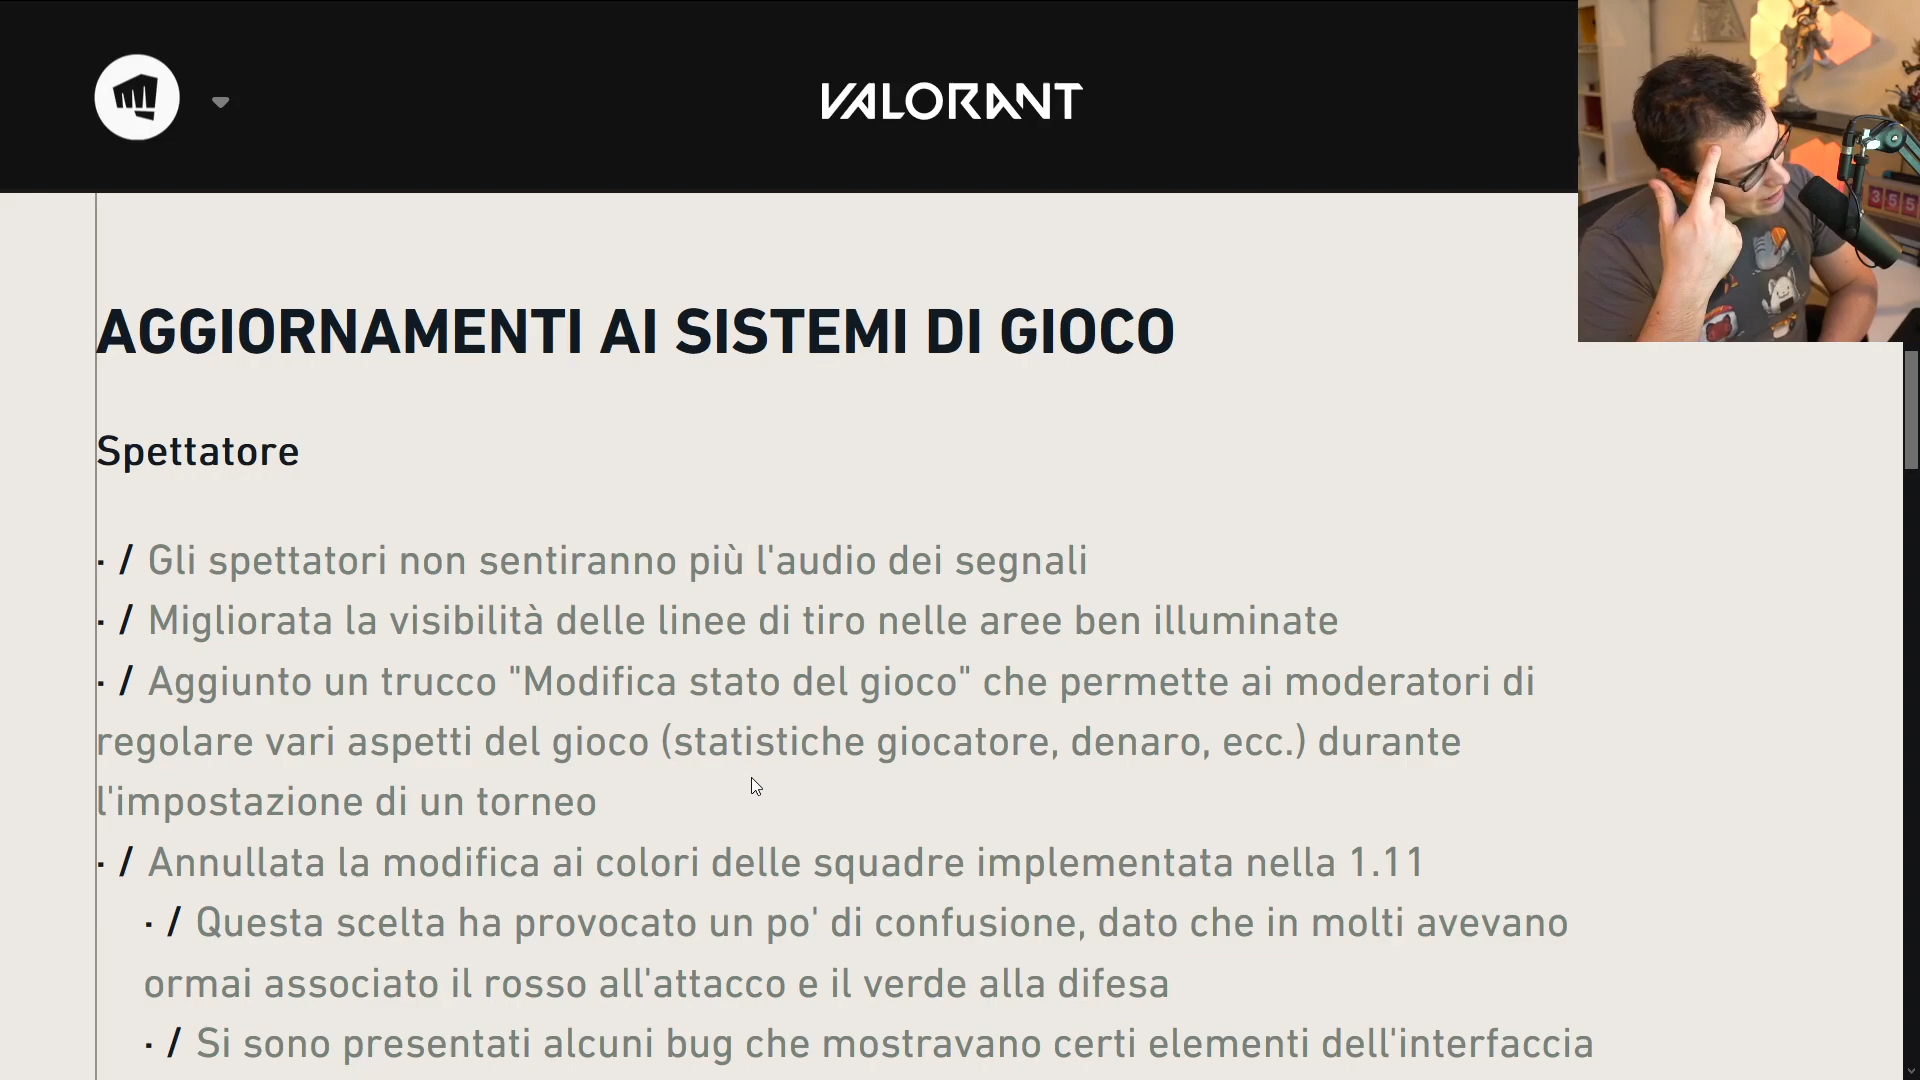 VALORANT
AGGIORNAMENTI AI SISTEMI DI GIOCO
Spettatore
· / Gli spettatori non sentiranno più l'audio dei segnali
· / Migliorata la visibilità delle linee di tiro nelle aree ben illuminate
· / Aggiunto un trucco "Modifica stato del gioco" che permette ai moderatori di
regolare vari aspetti del gioco (statistiche giocatore, denaro, ecc.) durante
l'impostazione di un torneo
· / Annullata la modifica ai colori delle squadre implementata nella 1.11
· / Questa scelta ha provocato un po' di confusione, dato che in molti avevano
ormai associato il rosso all'attacco e il verde alla difesa
· / Si sono presentati alcuni bug che mostravano certi elementi dell'interfaccia
355